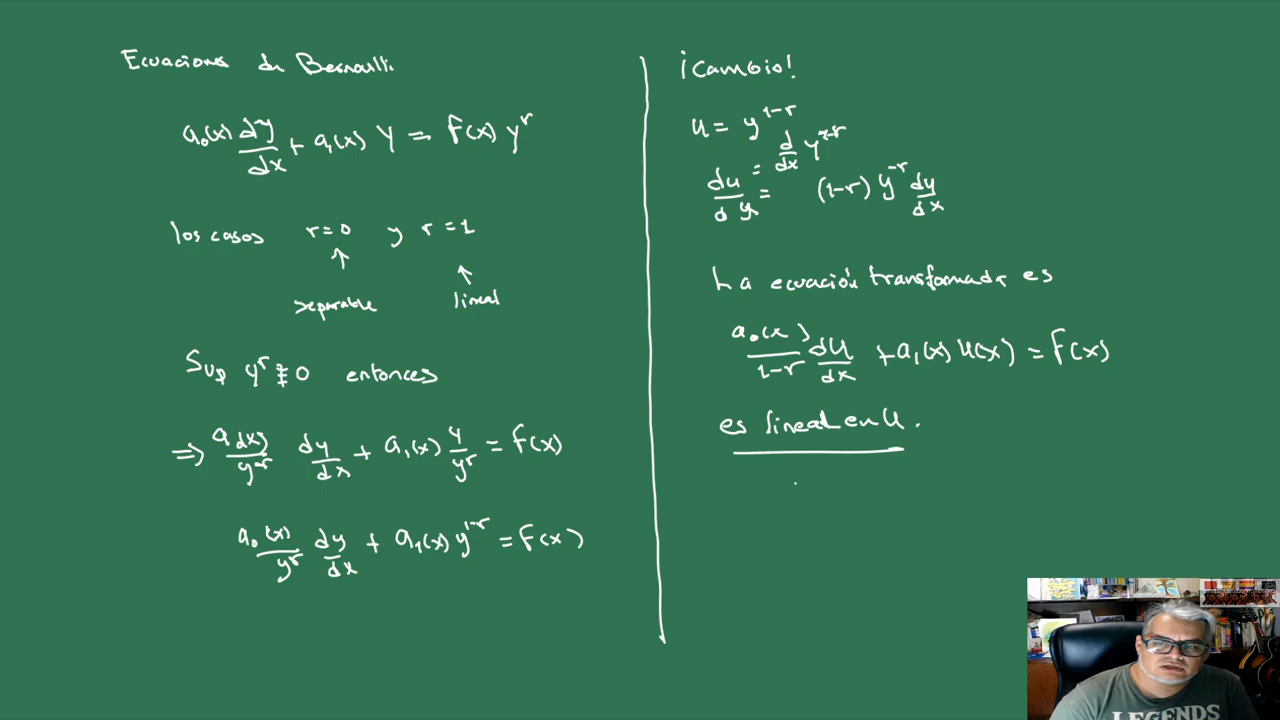 Ecuaciones de Bernoulli
a₀(x) dy/dx + a₁(x) y = f(x) yʳ
los casos r=0 y r=1
↑ ↑
separable lineal
Sup yʳ ≢ 0 entonces
⇒ a₀(x)/yʳ dy/dx + a₁(x) y/yʳ = f(x)
a₀(x)/yʳ dy/dx + a₁(x) y¹⁻ʳ = f(x)
¡Cambio!
u = y¹⁻ʳ
= d/dx y¹⁻ʳ
du/dx = (1-r) y⁻ʳ dy/dx
La ecuación transformada es
a₀(x)/1-r du/dx + a₁(x) u(x) = f(x)
es lineal en u.
LEGENDS